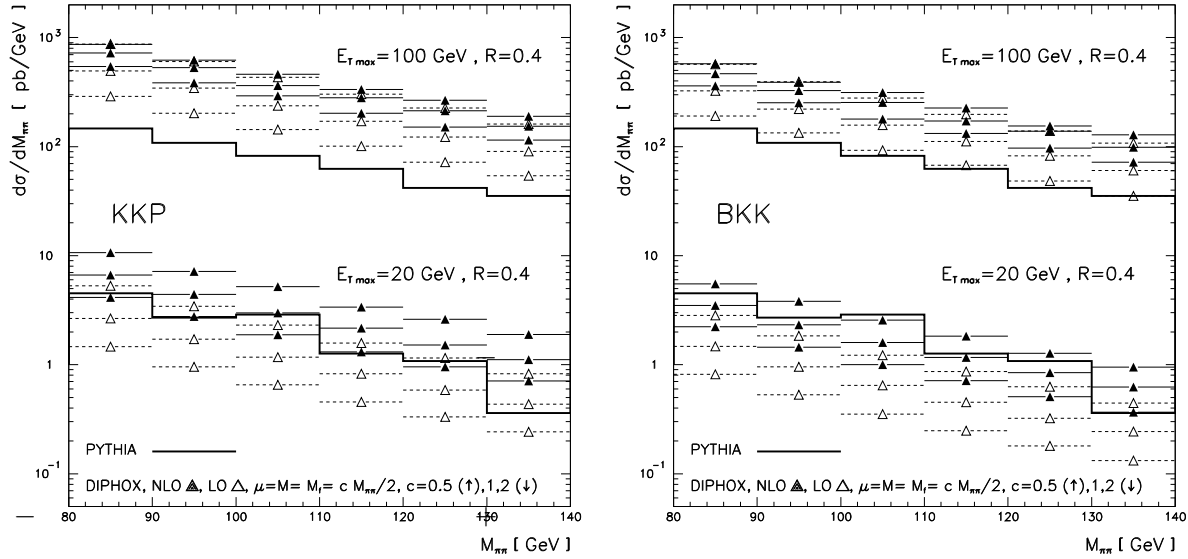 dσ/dM_ππ [ pb/GeV ]
10³
10²
10
1
10⁻¹
E_T max=100 GeV , R=0.4
KKP
E_T max=20 GeV , R=0.4
PYTHIA
DIPHOX, NLO ▲, LO △, μ=M= M_f= c M_ππ/2, c=0.5 (↑),1,2 (↓)
80 90 100 110 120 130 140
M_ππ [ GeV ]
dσ/dM_ππ [ pb/GeV ]
10³
10²
10
1
10⁻¹
E_T max=100 GeV , R=0.4
BKK
E_T max=20 GeV , R=0.4
PYTHIA
DIPHOX, NLO ▲, LO △, μ=M= M_f= c M_ππ/2, c=0.5 (↑),1,2 (↓)
80 90 100 110 120 130 140
M_ππ [ GeV ]